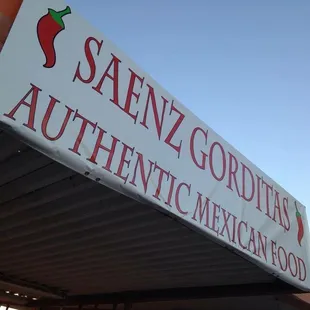 SAENZ GORDITAS
AUTHENTIC MEXICAN FOOD